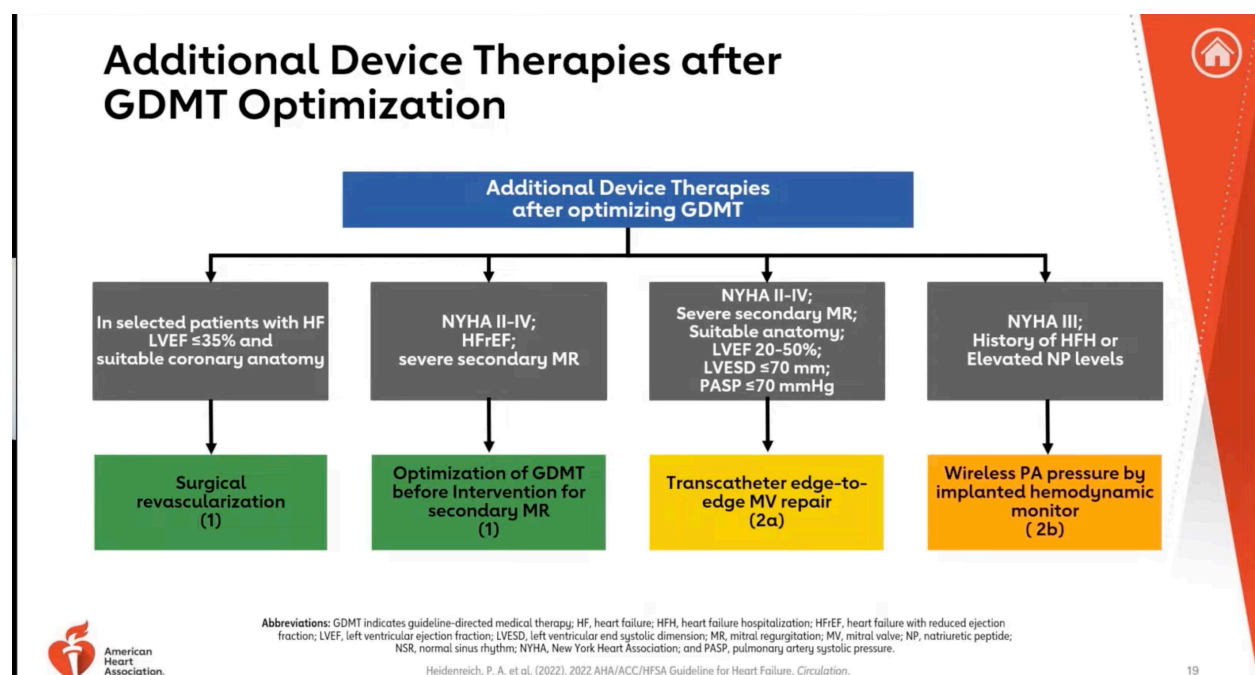 Additional Device Therapies after
GDMT Optimization
Additional Device Therapies
after optimizing GDMT
In selected patients with HF
LVEF ≤35% and
suitable coronary anatomy
NYHA II-IV;
HFrEF;
severe secondary MR
NYHA II-IV;
Severe secondary MR;
Suitable anatomy;
LVEF 20-50%;
LVESD ≤70 mm;
PASP ≤70 mmHg
NYHA III;
History of HFH or
Elevated NP levels
Surgical
revascularization
(1)
Optimization of GDMT
before Intervention for
secondary MR
(1)
Transcatheter edge-to-
edge MV repair
(2a)
Wireless PA pressure by
implanted hemodynamic
monitor
( 2b)
Abbreviations: GDMT indicates guideline-directed medical therapy; HF, heart failure; HFH, heart failure hospitalization; HFrEF, heart failure with reduced ejection
fraction; LVEF, left ventricular ejection fraction; LVESD, left ventricular end systolic dimension; MR, mitral regurgitation; MV, mitral valve; NP, natriuretic peptide;
NSR, normal sinus rhythm; NYHA, New York Heart Association; and PASP, pulmonary artery systolic pressure.
American
Heart
Association.
Heidenreich, P. A. et al. (2022). 2022 AHA/ACC/HFSA Guideline for Heart Failure. Circulation.
19